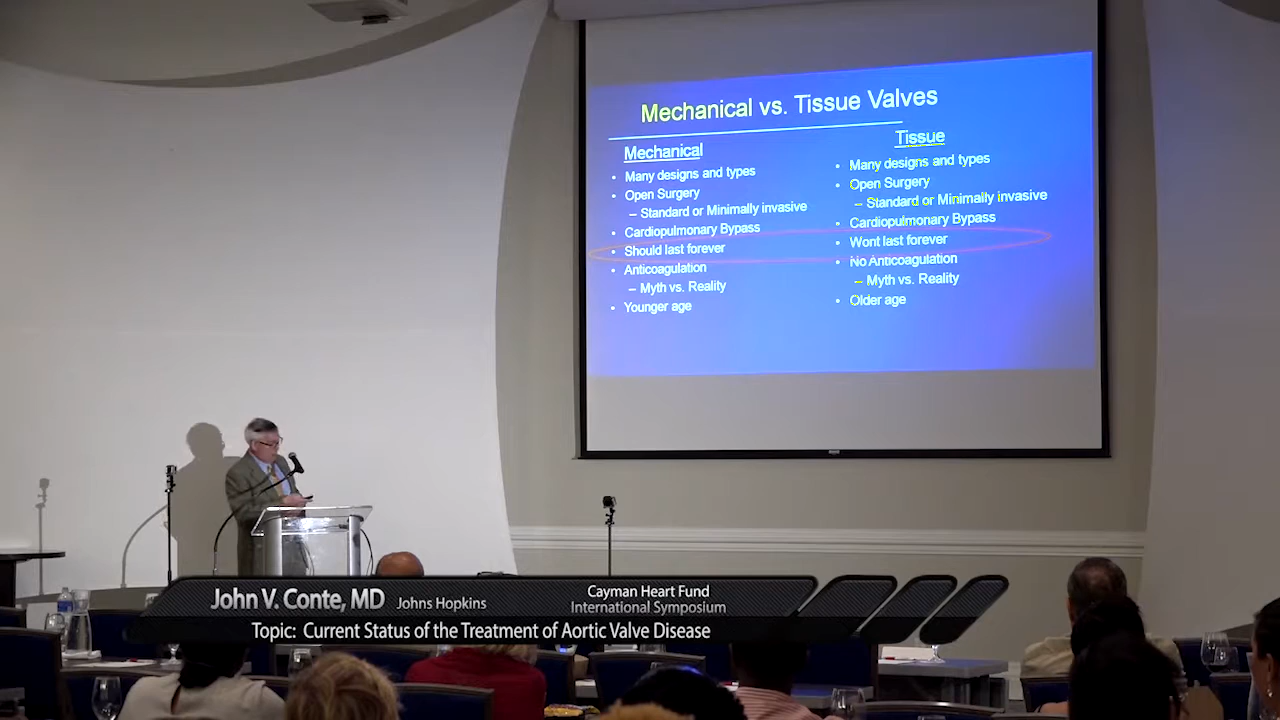 Mechanical vs. Tissue Valves
Mechanical
• Many designs and types
• Open Surgery
– Standard or Minimally invasive
• Cardiopulmonary Bypass
• Should last forever
• Anticoagulation
– Myth vs. Reality
• Younger age
Tissue
• Many designs and types
• Open Surgery
– Standard or Minimally invasive
• Cardiopulmonary Bypass
• Wont last forever
• No Anticoagulation
– Myth vs. Reality
• Older age
John V. Conte, MD Johns Hopkins
Cayman Heart Fund
International Symposium
Topic: Current Status of the Treatment of Aortic Valve Disease